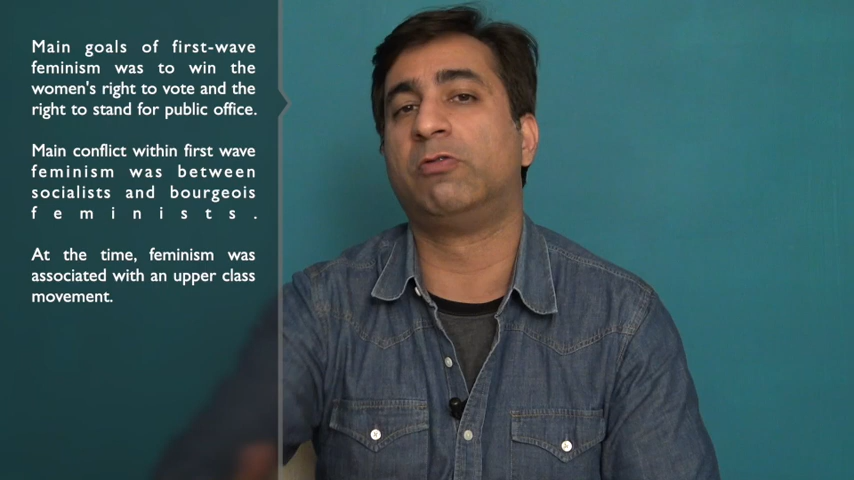 Main goals of first-wave
feminism was to win the
women's right to vote and the
right to stand for public office.
Main conflict within first wave
feminism was between
socialists and bourgeois
feminists.
At the time, feminism was
associated with an upper class
movement.